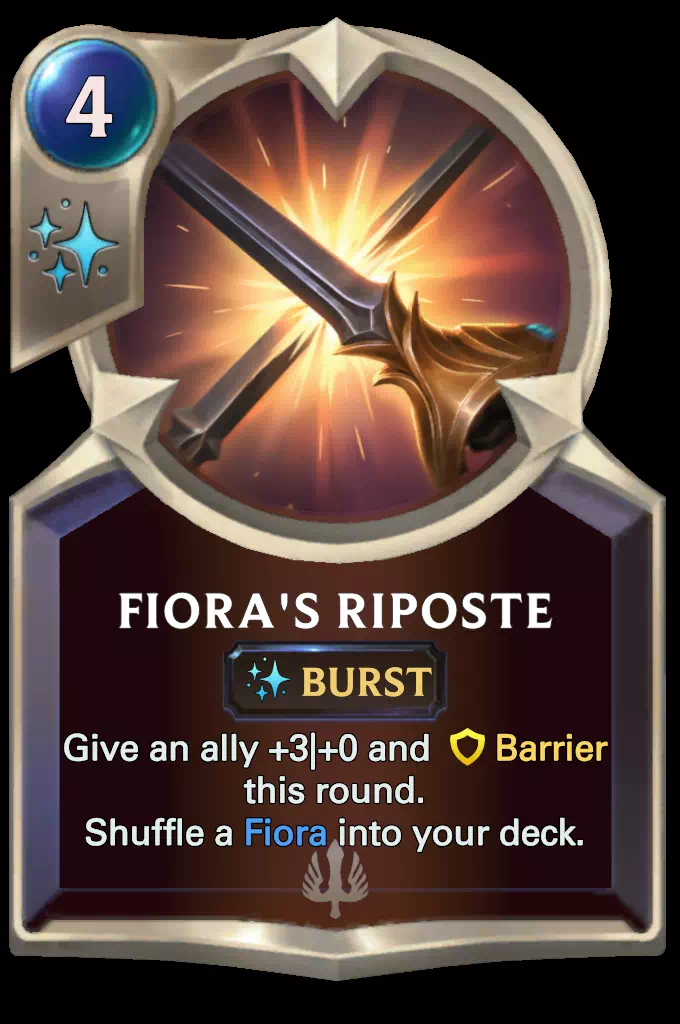 4
FIORA'S RIPOSTE
BURST
Give an ally +3|+0 and Barrier
this round.
Shuffle a Fiora into your deck.